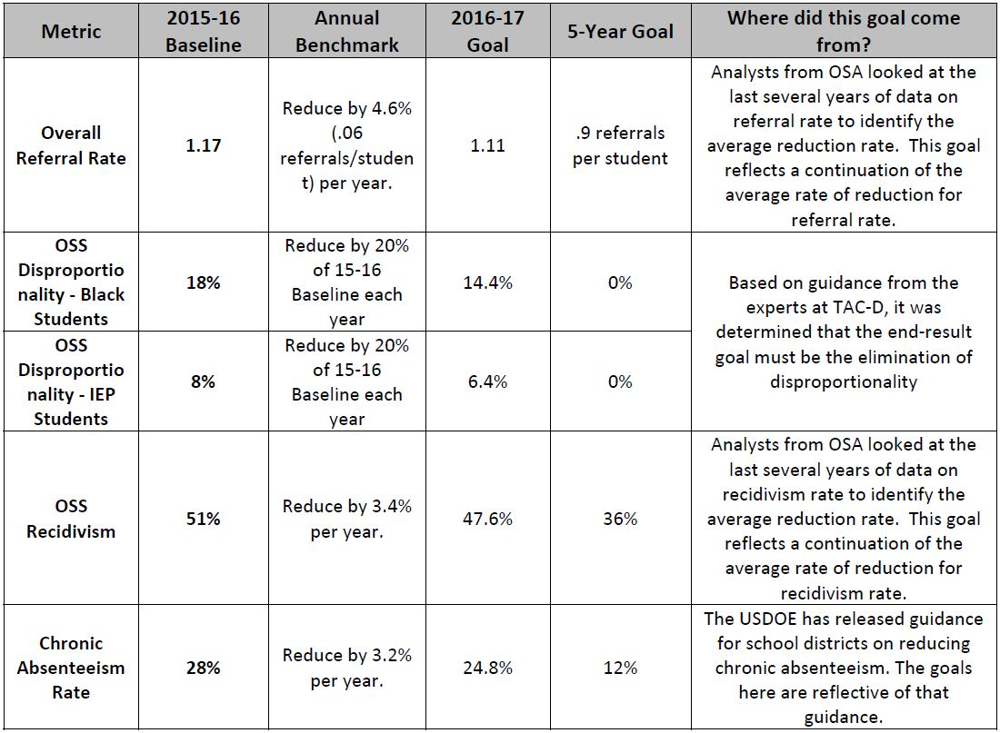 Metric
2015-16
Baseline
Annual
Benchmark
2016-17
Goal
5-Year Goal
Where did this goal come
from?
Overall
Referral Rate
1.17
Reduce by 4.6%
(.06
referrals/studen
t) per year.
1.11
.9 referrals
per student
Analysts from OSA looked at the
last several years of data on
referral rate to identify the
average reduction rate.  This goal
reflects a continuation of the
average rate of reduction for
referral rate.
OSS
Disproportio
nality - Black
Students
18%
Reduce by 20%
of 15-16
Baseline each
year
14.4%
0%
Based on guidance from the
experts at TAC-D, it was
determined that the end-result
goal must be the elimination of
disproportionality
OSS
Disproportio
nality - IEP
Students
8%
Reduce by 20%
of 15-16
Baseline each
year
6.4%
0%
OSS
Recidivism
51%
Reduce by 3.4%
per year.
47.6%
36%
Analysts from OSA looked at the
last several years of data on
recidivism rate to identify the
average reduction rate.  This goal
reflects a continuation of the
average rate of reduction for
recidivism rate.
Chronic
Absenteeism
Rate
28%
Reduce by 3.2%
per year.
24.8%
12%
The USDOE has released guidance
for school districts on reducing
chronic absenteeism. The goals
here are reflective of that
guidance.